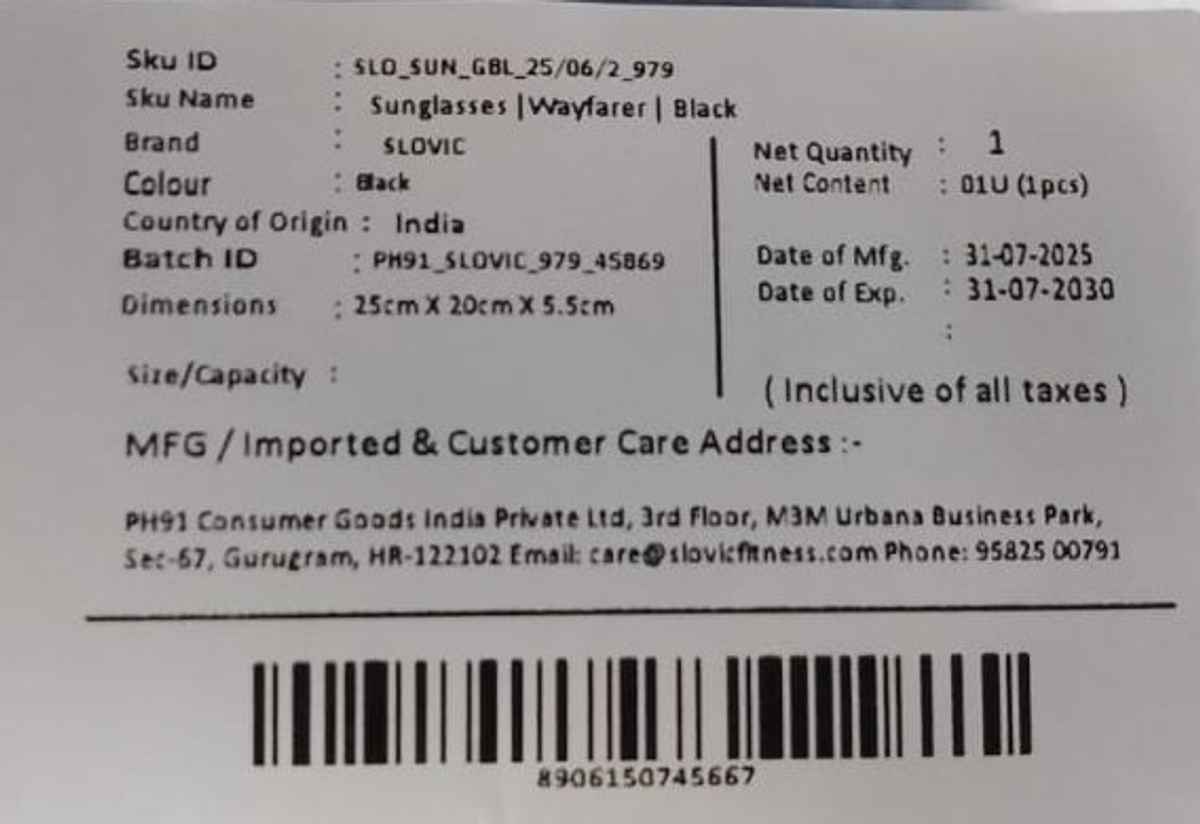 Sku ID : SLO_SUN_GBL_25/06/2_979
Sku Name : Sunglasses | Wayfarer | Black
Brand : SLOVIC
Colour : Black
Country of Origin : India
Batch ID : PH91_SLOVIC_979_45869
Dimensions : 25cm X 20cm X 5.5cm
Size/Capacity :
Net Quantity : 1
Net Content : 01U (1pcs)
Date of Mfg. : 31-07-2025
Date of Exp. : 31-07-2030
:
( Inclusive of all taxes )
MFG / Imported & Customer Care Address :-
PH91 Consumer Goods India Private Ltd, 3rd Floor, M3M Urbana Business Park,
Sec-67, Gurugram, HR-122102 Email: care@slovicfitness.com Phone: 95825 00791
8906150745667